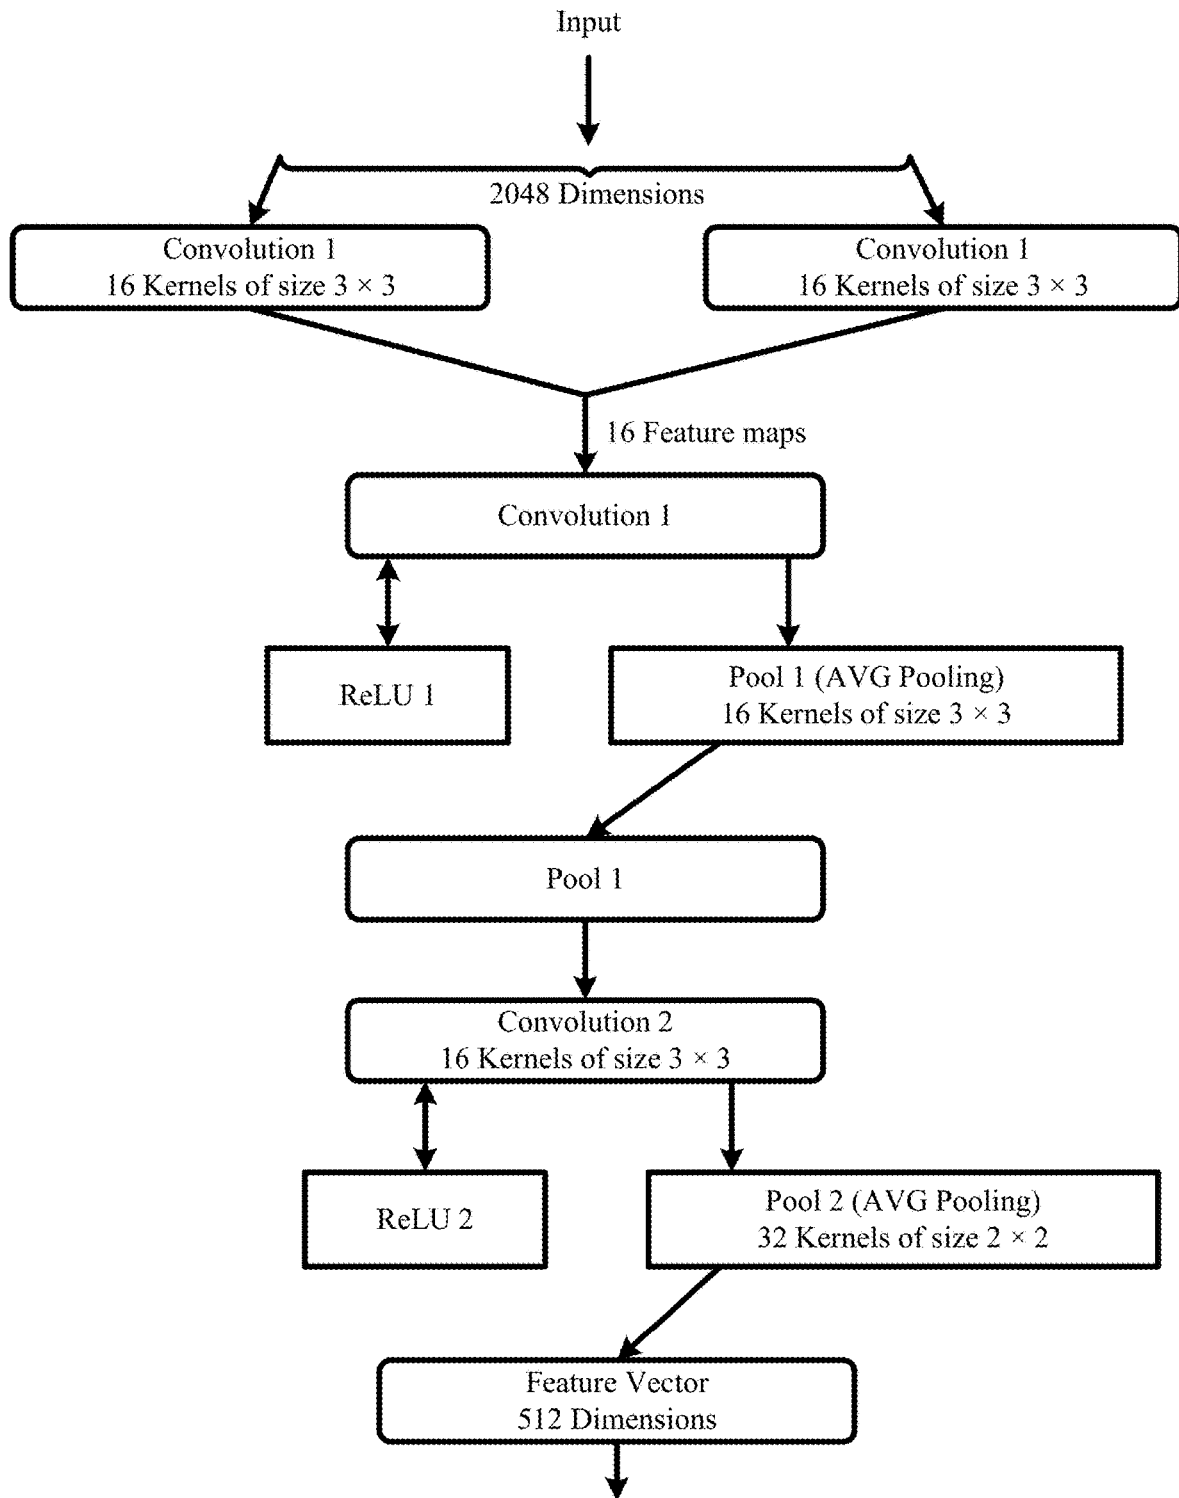 Input
2048 Dimensions
Convolution 1
16 Kernels of size 3 × 3
Convolution 1
16 Kernels of size 3 × 3
16 Feature maps
Convolution 1
ReLU 1
Pool 1 (AVG Pooling)
16 Kernels of size 3 × 3
Pool 1
Convolution 2
16 Kernels of size 3 × 3
ReLU 2
Pool 2 (AVG Pooling)
32 Kernels of size 2 × 2
Feature Vector
512 Dimensions